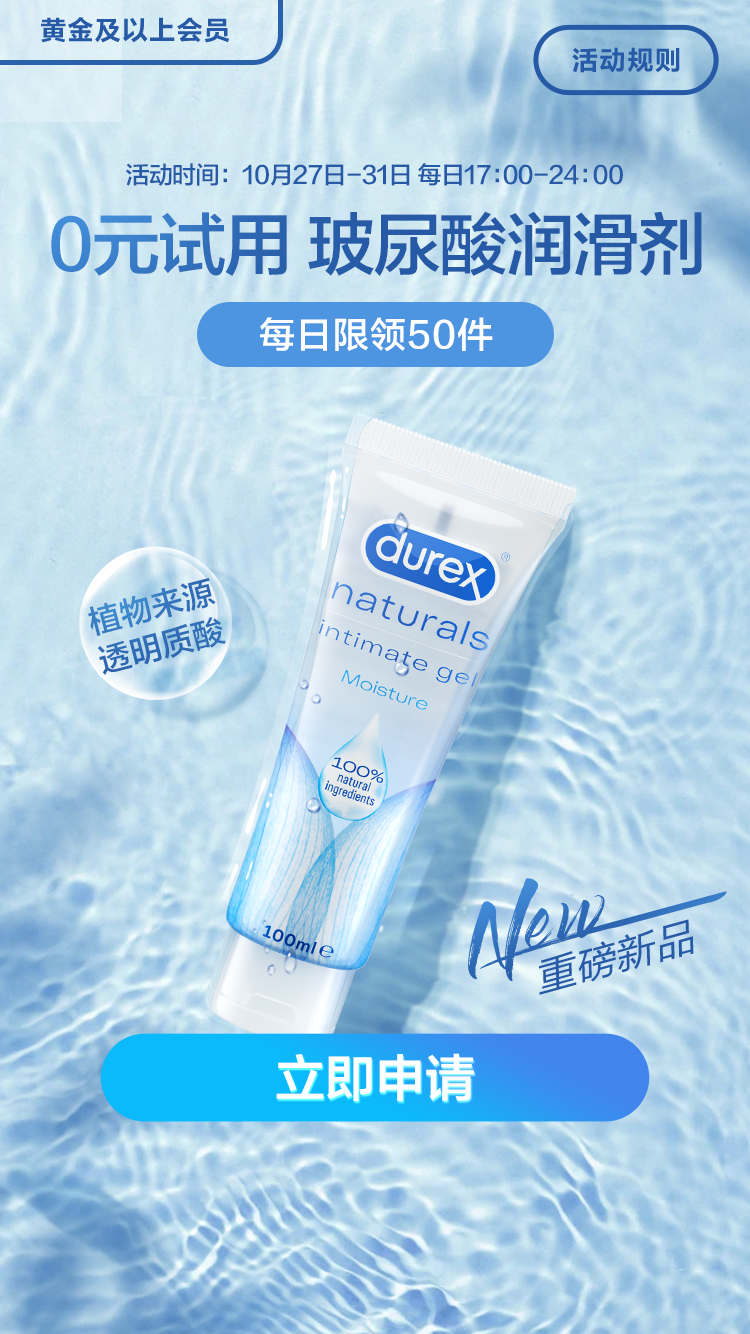 黄金及以上会员
活动规则
活动时间：10月27日-31日 每日17:00-24:00
0元试用 玻尿酸润滑剂
每日限领50件
durex®
naturals
intimate gel
Moisture
植物来源
透明质酸
100%
natural
ingredients
100ml e
New
重磅新品
立即申请